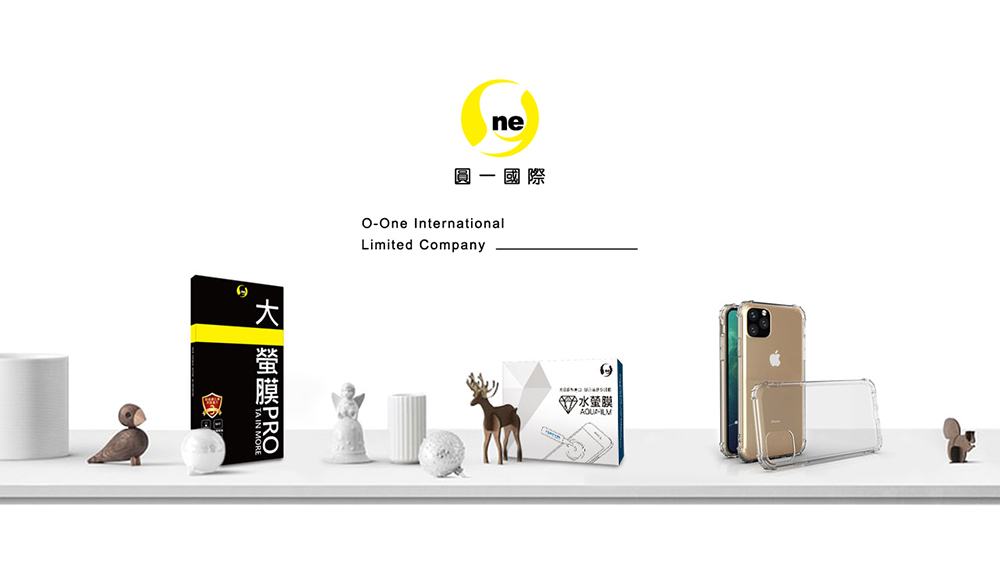 ne
圓一國際
O-One International
Limited Company
大螢膜PRO
TA IN MORE
水螢膜
AQUAFILM